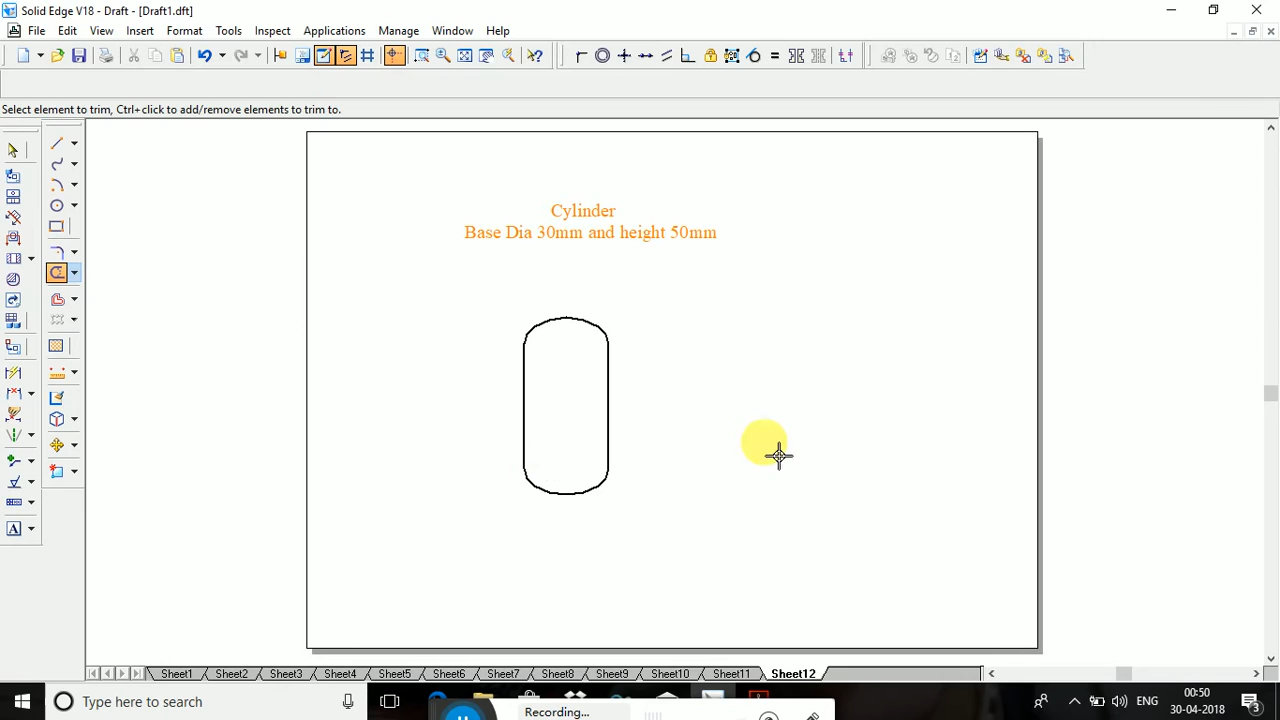 Solid Edge V18 - Draft - [Draft1.dft]
File Edit View Insert Format Tools Inspect Applications Manage Window Help
Select element to trim, Ctrl+click to add/remove elements to trim to.
Cylinder
Base Dia 30mm and height 50mm
A
Sheet1 Sheet2 Sheet3 Sheet4 Sheet5 Sheet6 Sheet7 Sheet8 Sheet9 Sheet10 Sheet11 Sheet12
Type here to search
Recording...
ENG
00:50
30-04-2018
3